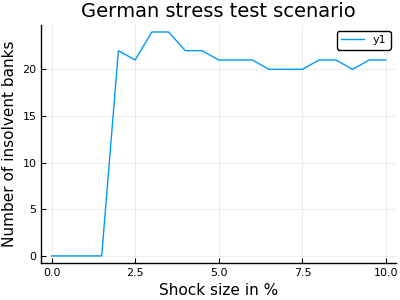 German stress test scenario
y1
Number of insolvent banks
20
15
10
5
0
0.0 2.5 5.0 7.5 10.0
Shock size in %